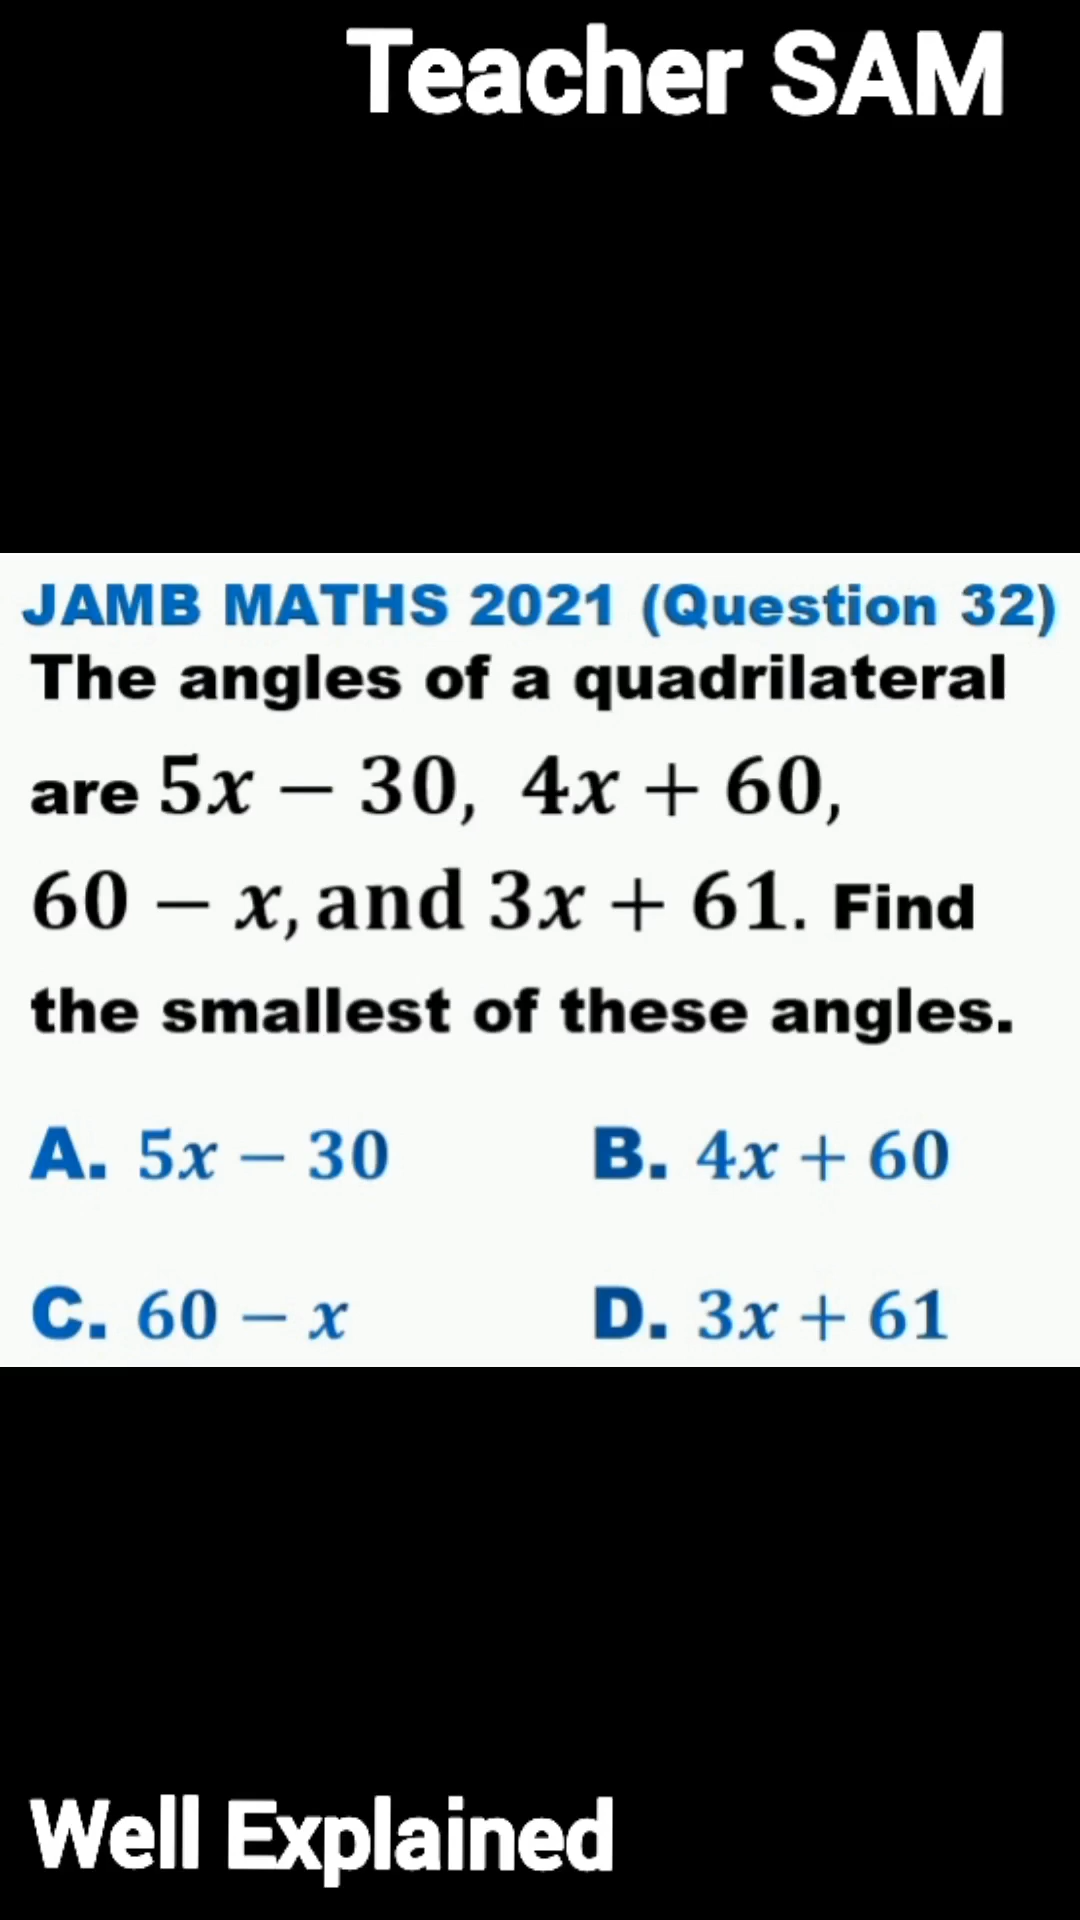 Teacher SAM
JAMB MATHS 2021 (Question 32)
The angles of a quadrilateral
are 5x − 30, 4x + 60,
60 − x, and 3x + 61. Find
the smallest of these angles.
A. 5x − 30 B. 4x + 60
C. 60 − x D. 3x + 61
Well Explained